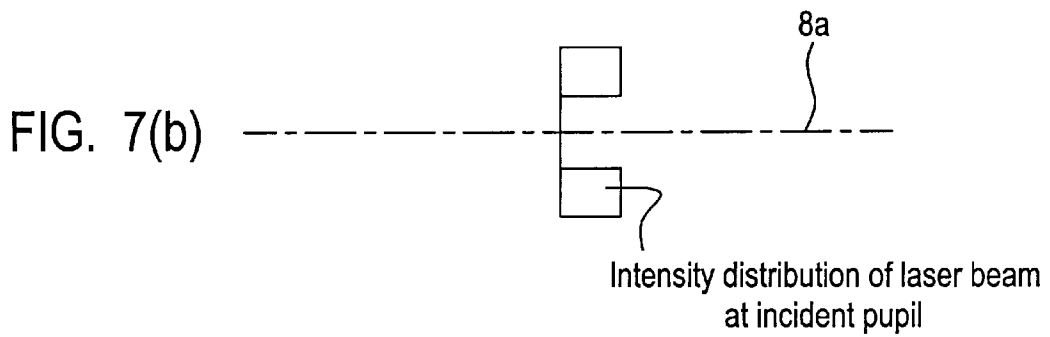 8a
FIG. 7(b)
Intensity distribution of laser beam
at incident pupil